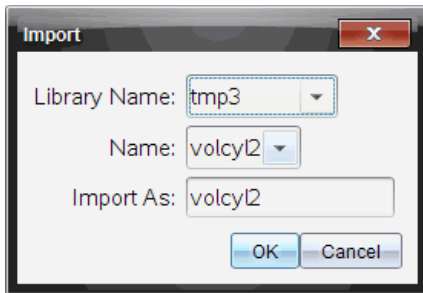 Import
Library Name: tmp3
Name: volcyl2
Import As: volcyl2
OK Cancel